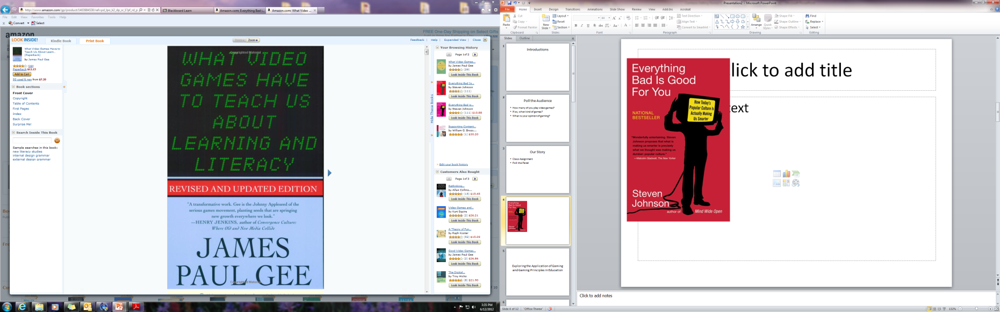 http://www.amazon.com/gp/product/1403984530/ref=pd_lpo_k2_dp_sr_1?pf_rd_p
Blackboard Learn
Amazon.com: Everything Bad i...
Amazon.com: What Video ...
File Edit View Favorites Tools Help
x Convert Select
amazon
FREE One-Day Shipping on Select Gifts
LOOK INSIDE!
Kindle Book
Print Book
Zoom
Feedback | Help | Expanded View | Close
What Video Games Have to
Teach Us About Learn...
[Paperback]
by James Paul Gee
(39)
Paperback $13.15
Add to Cart
93 used & new from $7.20
Book sections
Front Cover
Copyright
Table of Contents
First Pages
Index
Back Cover
Surprise Me!
Search Inside This Book
Sample searches in this book:
new literacy studies
internal design grammar
external design grammar
Copyrighted Material
WHAT VIDEO
GAMES HAVE
TO TEACH US
ABOUT
LEARNING AND
LITERACY
REVISED AND UPDATED EDITION
"A transformative work. Gee is the Johnny Appleseed of the
serious games movement, planting seeds that are springing
new growth everywhere we look."
—HENRY JENKINS, author of Convergence Culture:
Where Old and New Media Collide
JAMES
PAUL GEE
Copyrighted Material
Hide These Books
Your Browsing History
Page 1 of 2
What Video Games...
by James Paul Gee
(39)
Look Inside This Book
Everything Bad Is...
by Steven Johnson
(111)
Look Inside This Book
Everything Bad is...
by Steven Johnson
(111) $10.88
Look Inside This Book
Supporting Content...
by William G. Brozo...
(1) $30.20
Look Inside This Book
Edit your book history
Customers Also Bought
Page 1 of 3
Rethinking...
by Allan Collins...
(15) $15.45
Look Inside This Book
Video Games and...
by Kurt Squire
(2) $26.21
Look Inside This Book
A Theory of Fun...
by Raph Koster
(52) $15.09
Look Inside This Book
Good Video Games...
by James Paul Gee
(2) $26.86
Look Inside This Book
The Digital...
by Troy Hicks
(8) $21.90
Look Inside This Book
3:35 PM
6/12/2012
Presentation2 - Microsoft PowerPoint
File Home Insert Design Transitions Animations Slide Show Review View Add-Ins Acrobat
Paste
Cut
Copy
Format Painter
Clipboard
New
Slide
Layout
Reset
Section
Slides
Font
Text Direction
Align Text
Convert to SmartArt
Paragraph
Arrange
Quick
Styles
Shape Fill
Shape Outline
Shape Effects
Drawing
Find
Replace
Select
Editing
Slides Outline
1
Introductions
2
Poll the Audience
• How many of you play video games?
• If so, what kind of games?
• What is your opinion of gaming?
3
Our Story
• Class Assignment
• Poll the Panel
4
5
Exploring the Application of Gaming
and Gaming Principles in Education
6
lick to add title
text
Everything
Bad Is Good
For You
How Today's
Popular Culture Is
Actually Making
Us Smarter
NATIONAL
BESTSELLER
"Wonderfully entertaining. Steven
Johnson proposes that what is
making us smarter is precisely
what we thought was making us
dumber: popular culture."
—Malcolm Gladwell, The New Yorker
Steven
Johnson
author of Mind Wide Open
Click to add notes
Slide 4 of 12 "Office Theme"
132%